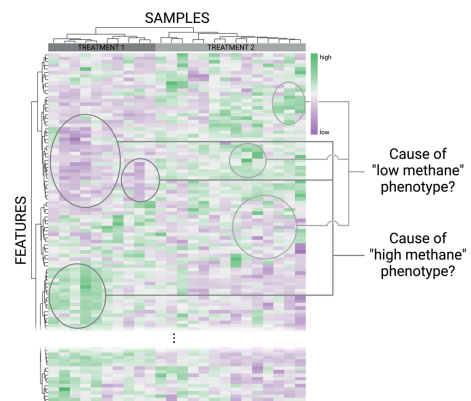 SAMPLES
TREATMENT 1
TREATMENT 2
high
low
FEATURES
Cause of
"low methane"
phenotype?
Cause of
"high methane"
phenotype?
⋮